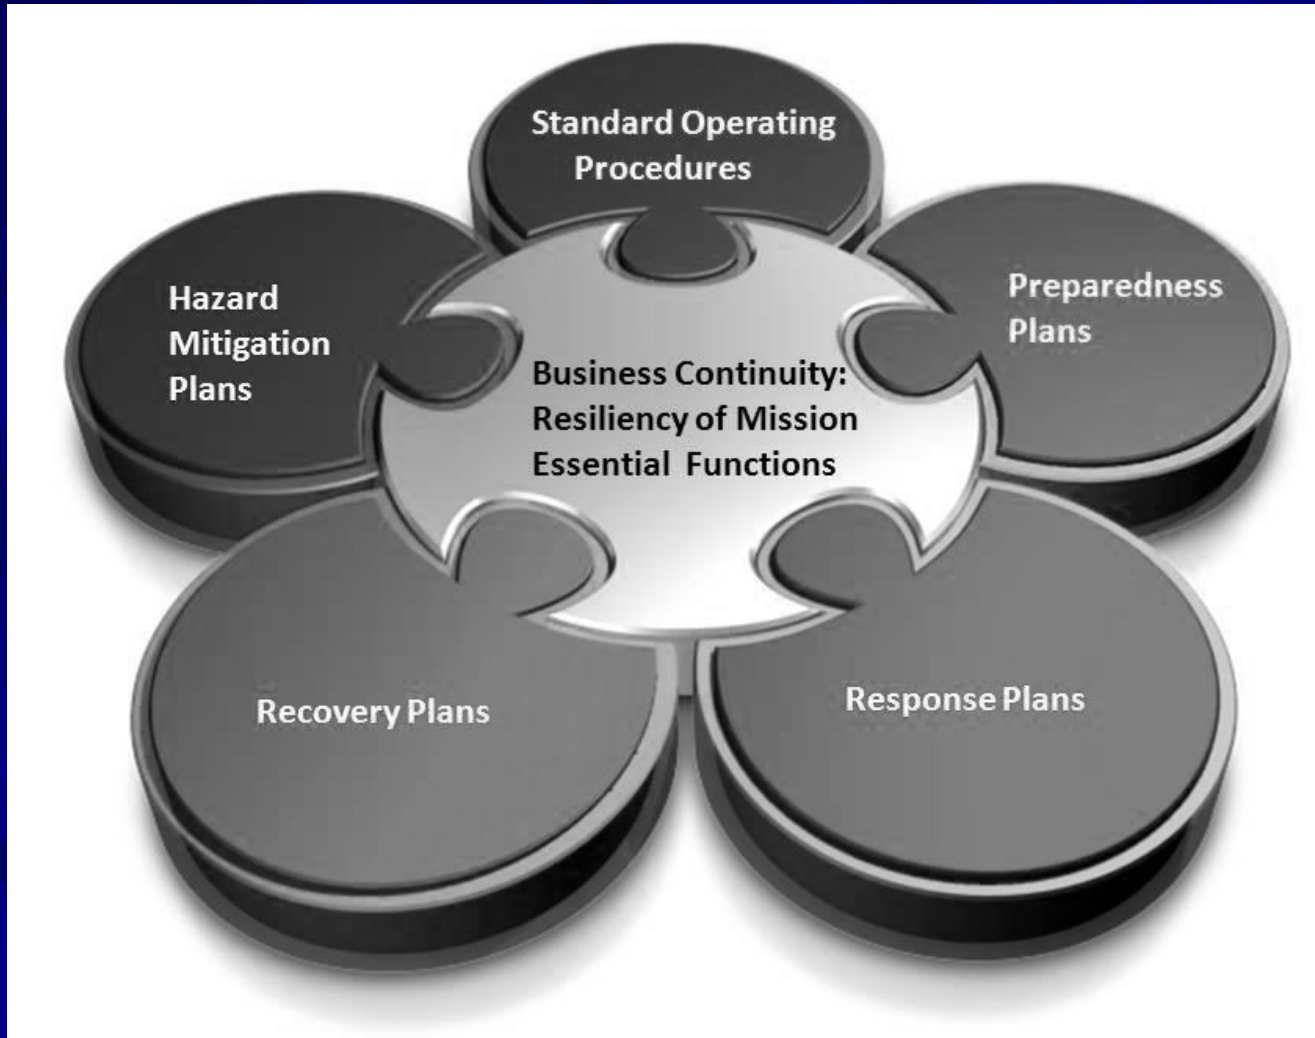 Standard Operating
Procedures
Hazard
Mitigation
Plans
Preparedness
Plans
Business Continuity:
Resiliency of Mission
Essential Functions
Recovery Plans
Response Plans